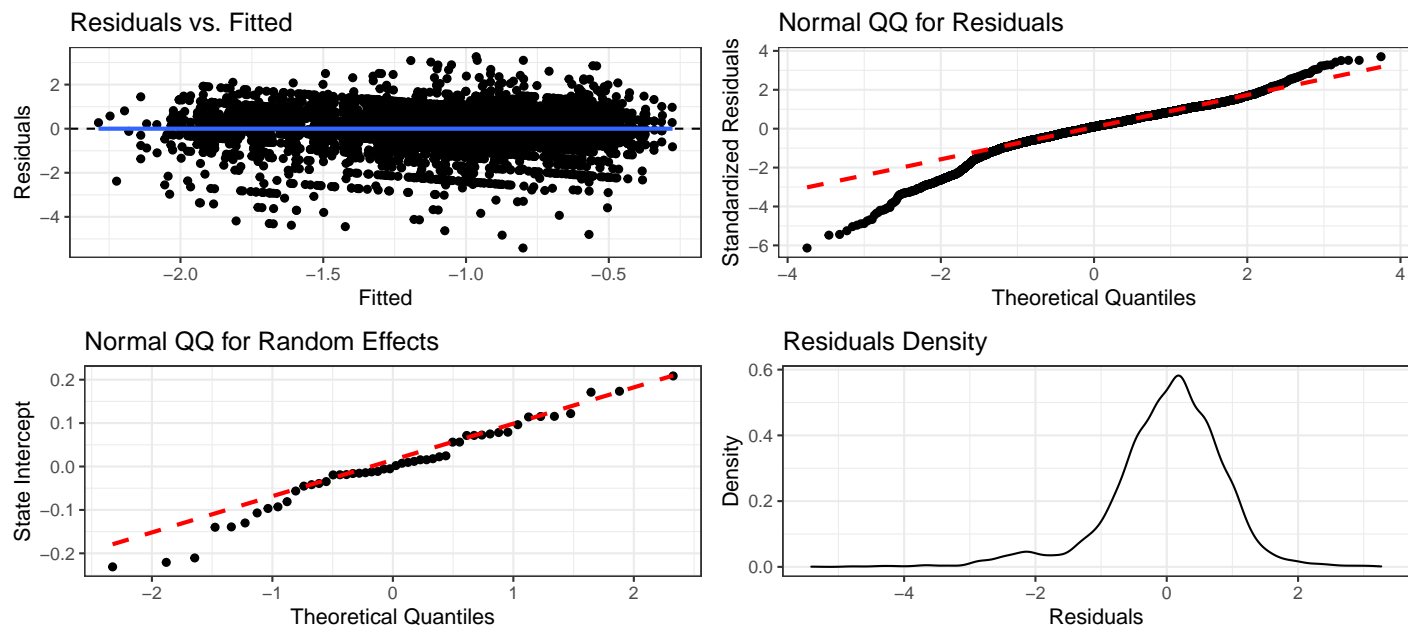 Residuals vs. Fitted
Residuals
2
0
−2
−4
−2.0 −1.5 −1.0 −0.5
Fitted
Normal QQ for Residuals
Standardized Residuals
4
2
0
−2
−4
−6
−4 −2 0 2 4
Theoretical Quantiles
Normal QQ for Random Effects
State Intercept
0.2
0.1
0.0
−0.1
−0.2
−2 −1 0 1 2
Theoretical Quantiles
Residuals Density
Density
0.6
0.4
0.2
0.0
−4 −2 0 2
Residuals